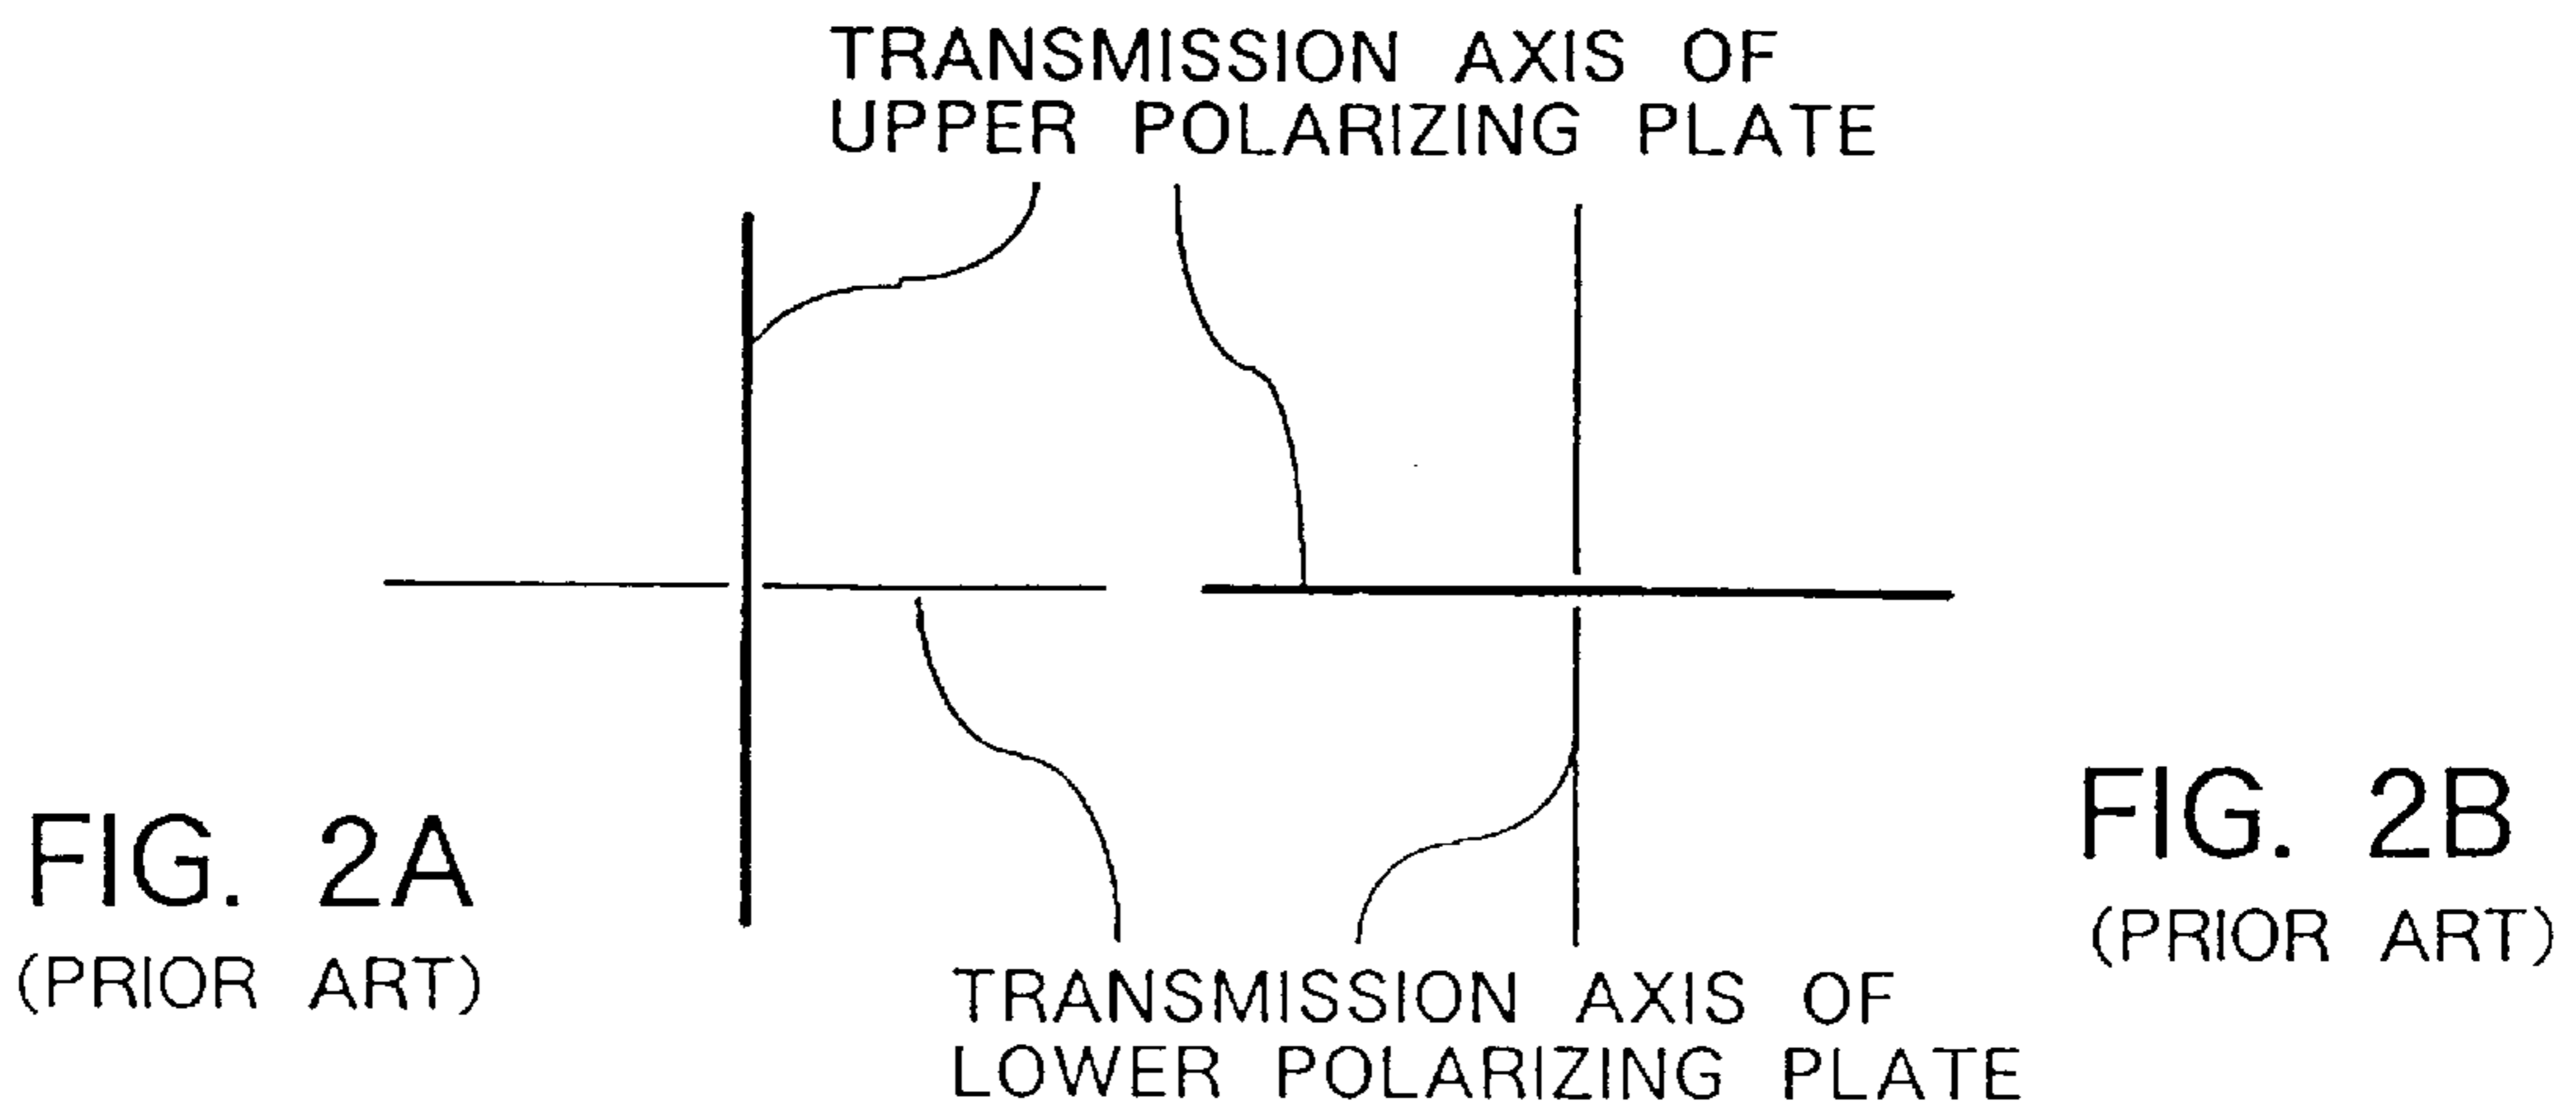 TRANSMISSION AXIS OF
UPPER POLARIZING PLATE
FIG. 2A
(PRIOR ART)
FIG. 2B
(PRIOR ART)
TRANSMISSION AXIS OF
LOWER POLARIZING PLATE